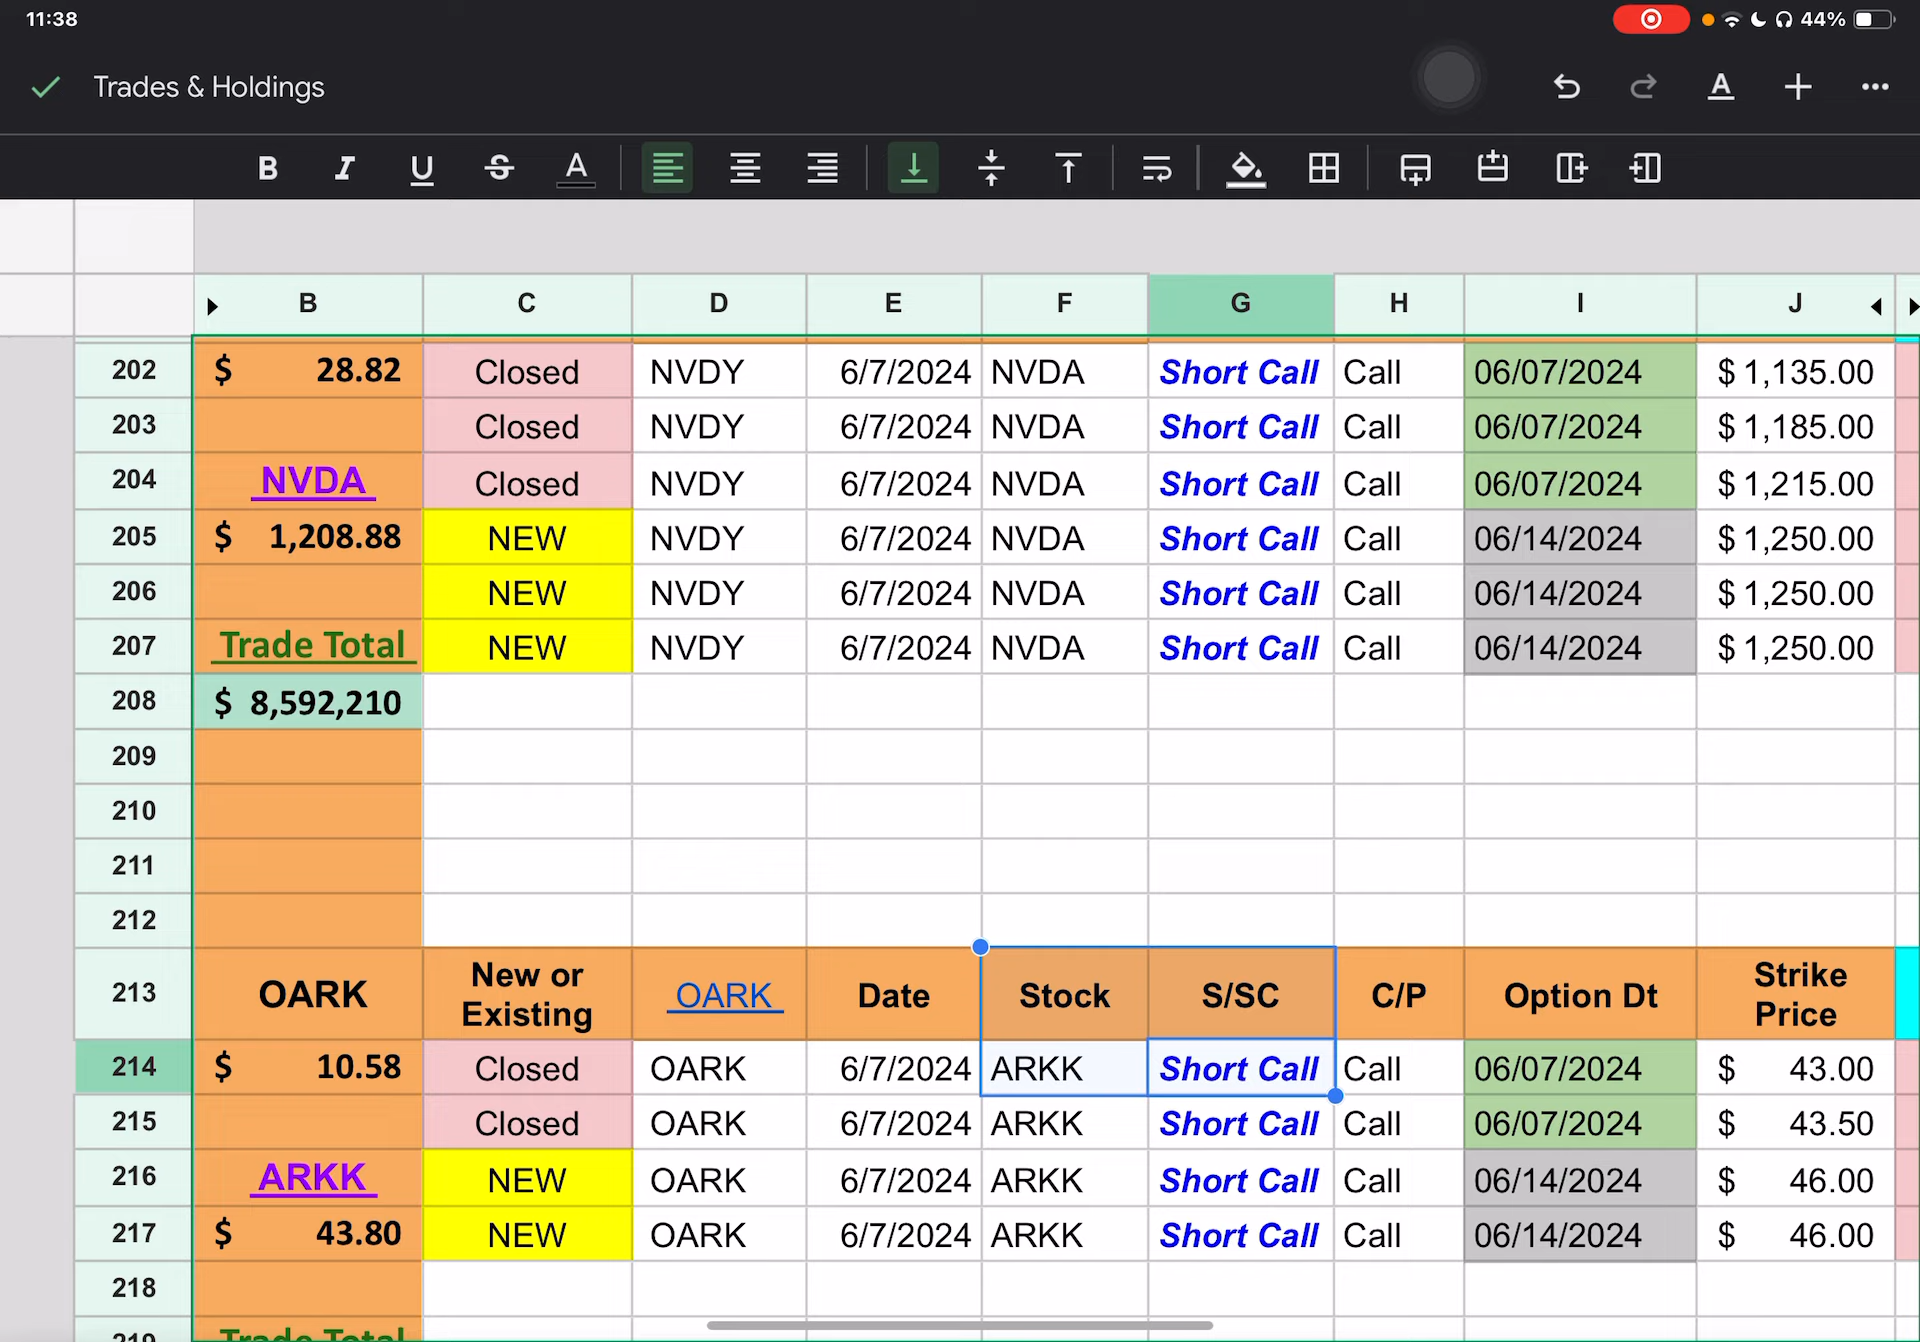 11:38
44%
Trades & Holdings
B I U S A
B C D E F G H I J
202 $ 28.82 Closed NVDY 6/7/2024 NVDA Short Call Call 06/07/2024 $ 1,135.00
203 Closed NVDY 6/7/2024 NVDA Short Call Call 06/07/2024 $ 1,185.00
204 NVDA Closed NVDY 6/7/2024 NVDA Short Call Call 06/07/2024 $ 1,215.00
205 $ 1,208.88 NEW NVDY 6/7/2024 NVDA Short Call Call 06/14/2024 $ 1,250.00
206 NEW NVDY 6/7/2024 NVDA Short Call Call 06/14/2024 $ 1,250.00
207 Trade Total NEW NVDY 6/7/2024 NVDA Short Call Call 06/14/2024 $ 1,250.00
208 $ 8,592,210
209
210
211
212
213 OARK New or Existing OARK Date Stock S/SC C/P Option Dt Strike Price
214 $ 10.58 Closed OARK 6/7/2024 ARKK Short Call Call 06/07/2024 $ 43.00
215 Closed OARK 6/7/2024 ARKK Short Call Call 06/07/2024 $ 43.50
216 ARKK NEW OARK 6/7/2024 ARKK Short Call Call 06/14/2024 $ 46.00
217 $ 43.80 NEW OARK 6/7/2024 ARKK Short Call Call 06/14/2024 $ 46.00
218
219 Trade Total